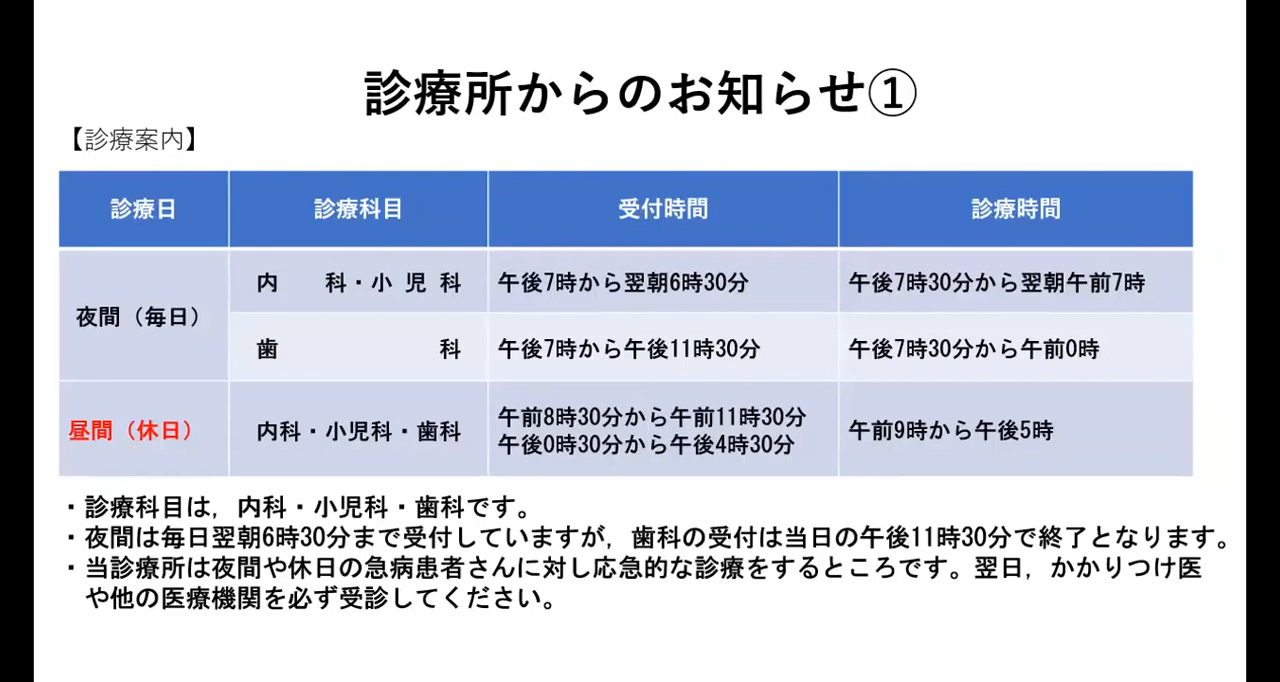 診療所からのお知らせ①
【診療案内】
診療日 診療科目 受付時間 診療時間
夜間（毎日） 内科・小児科 午後7時から翌朝6時30分 午後7時30分から翌朝午前7時
歯科 午後7時から午後11時30分 午後7時30分から午前0時
昼間（休日） 内科・小児科・歯科 午前8時30分から午前11時30分 午前9時から午後5時
午後0時30分から午後4時30分
・診療科目は，内科・小児科・歯科です。
・夜間は毎日翌朝6時30分まで受付していますが，歯科の受付は当日の午後11時30分で終了となります。
・当診療所は夜間や休日の急病患者さんに対し応急的な診療をするところです。翌日，かかりつけ医
や他の医療機関を必ず受診してください。